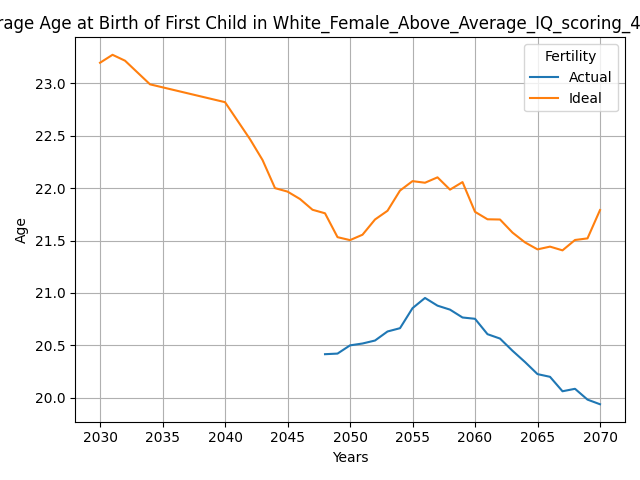 rage Age at Birth of First Child in White_Female_Above_Average_IQ_scoring_4
Fertility
Actual
Ideal
Age
23.0
22.5
22.0
21.5
21.0
20.5
20.0
2030 2035 2040 2045 2050 2055 2060 2065 2070
Years